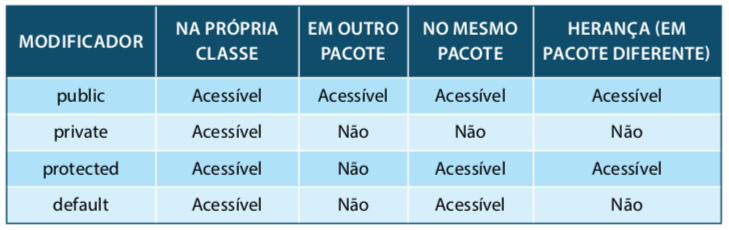 MODIFICADOR NA PRÓPRIA CLASSE EM OUTRO PACOTE NO MESMO PACOTE HERANÇA (EM PACOTE DIFERENTE)
public Acessível Acessível Acessível Acessível
private Acessível Não Não Não
protected Acessível Não Acessível Acessível
default Acessível Não Acessível Não